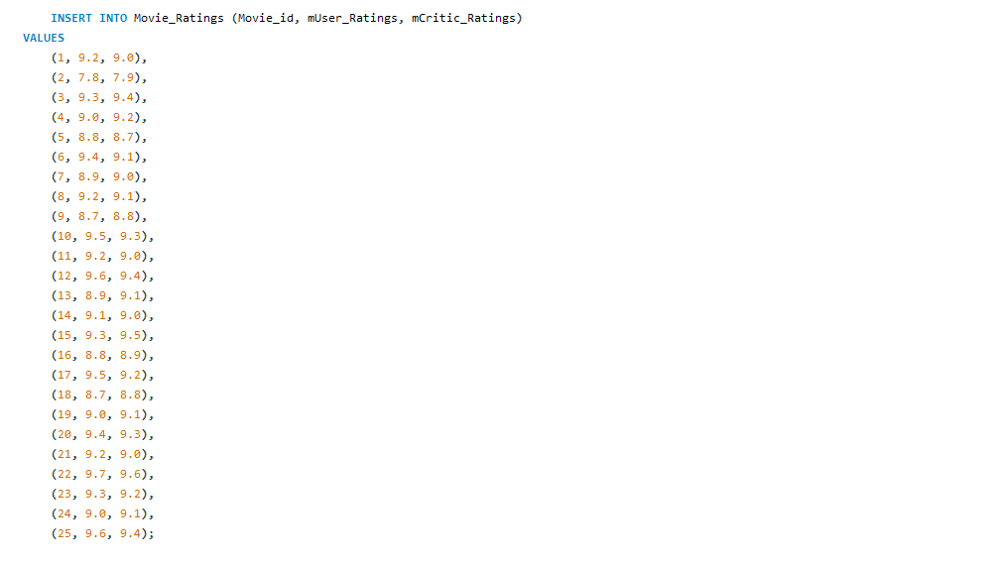 INSERT INTO Movie_Ratings (Movie_id, mUser_Ratings, mCritic_Ratings)
VALUES
(1, 9.2, 9.0),
(2, 7.8, 7.9),
(3, 9.3, 9.4),
(4, 9.0, 9.2),
(5, 8.8, 8.7),
(6, 9.4, 9.1),
(7, 8.9, 9.0),
(8, 9.2, 9.1),
(9, 8.7, 8.8),
(10, 9.5, 9.3),
(11, 9.2, 9.0),
(12, 9.6, 9.4),
(13, 8.9, 9.1),
(14, 9.1, 9.0),
(15, 9.3, 9.5),
(16, 8.8, 8.9),
(17, 9.5, 9.2),
(18, 8.7, 8.8),
(19, 9.0, 9.1),
(20, 9.4, 9.3),
(21, 9.2, 9.0),
(22, 9.7, 9.6),
(23, 9.3, 9.2),
(24, 9.0, 9.1),
(25, 9.6, 9.4);